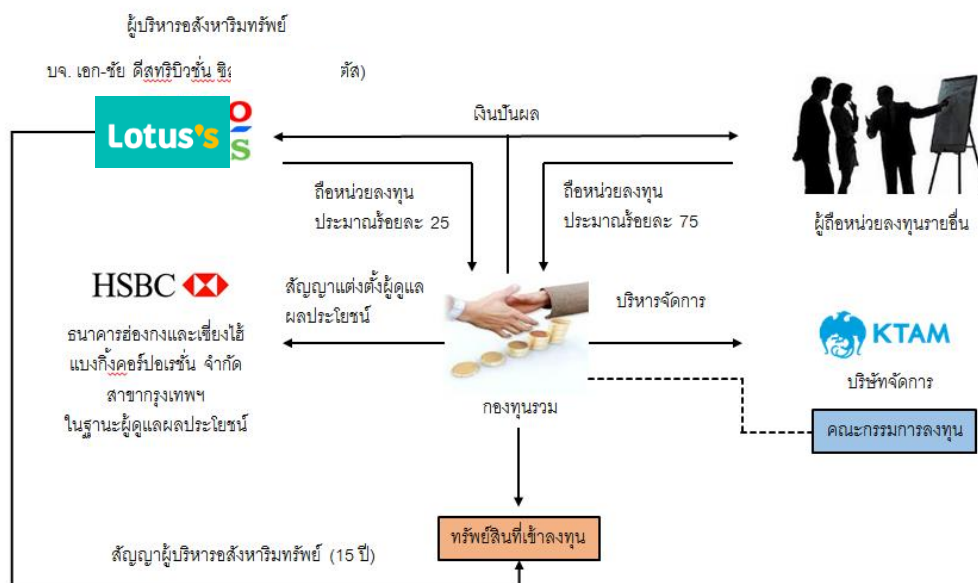 ผู้บริหารอสังหาริมทรัพย์
บจ. เอก-ชัย ดีสทริบิวชั่น ซิส ตัส)
Lotus's
O
S
เงินปันผล
ถือหน่วยลงทุน
ประมาณร้อยละ 25
ถือหน่วยลงทุน
ประมาณร้อยละ 75
ผู้ถือหน่วยลงทุนรายอื่น
HSBC
สัญญาแต่งตั้งผู้ดูแล
ผลประโยชน์
บริหารจัดการ
KTAM
ธนาคารฮ่องกงและเซี่ยงไฮ้
แบงกิ้งคอร์ปอเรชั่น จำกัด
สาขากรุงเทพฯ
ในฐานะผู้ดูแลผลประโยชน์
บริษัทจัดการ
กองทุนรวม
คณะกรรมการลงทุน
ทรัพย์สินที่เข้าลงทุน
สัญญาผู้บริหารอสังหาริมทรัพย์ (15 ปี)